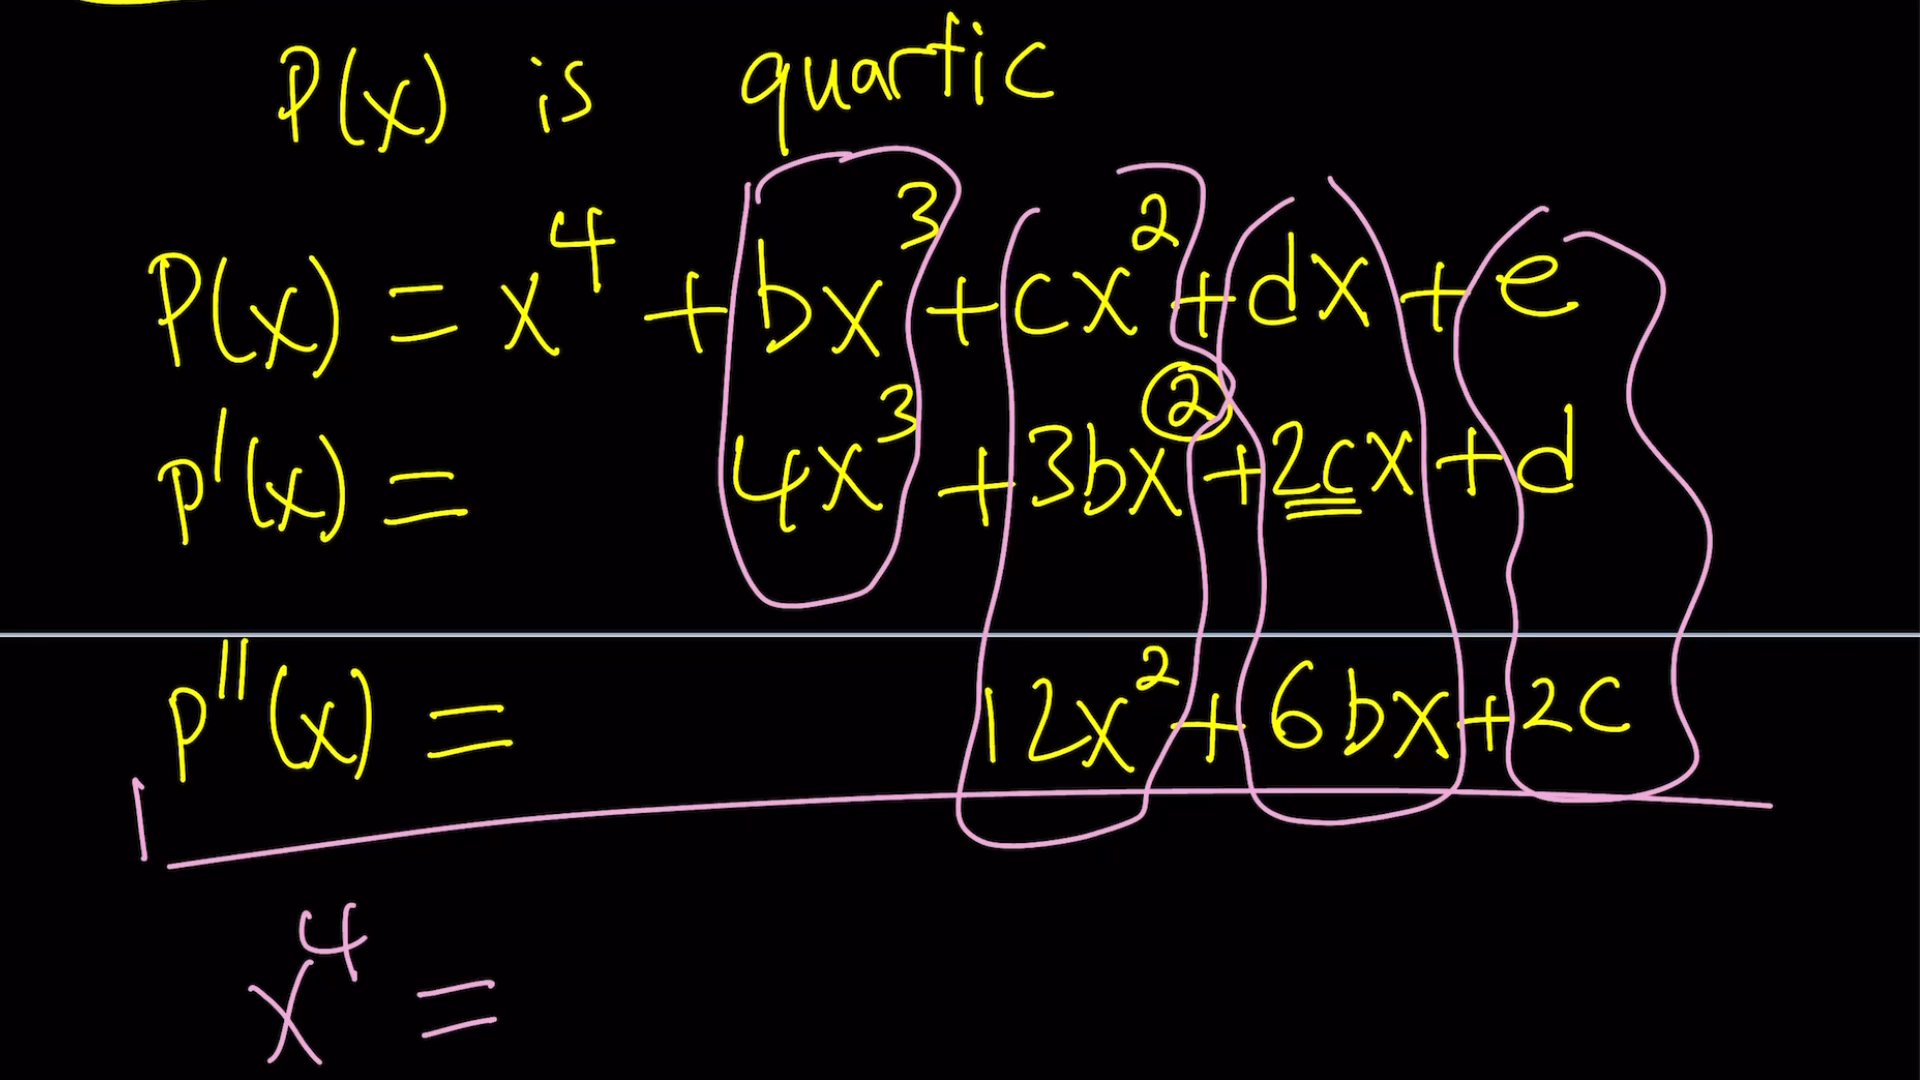 P(x) is quartic
P(x) = x⁴ + bx³ + cx² + dx + e
P'(x) = 4x³ + 3bx² + 2cx + d
P''(x) = 12x² + 6bx + 2c
x⁴ =